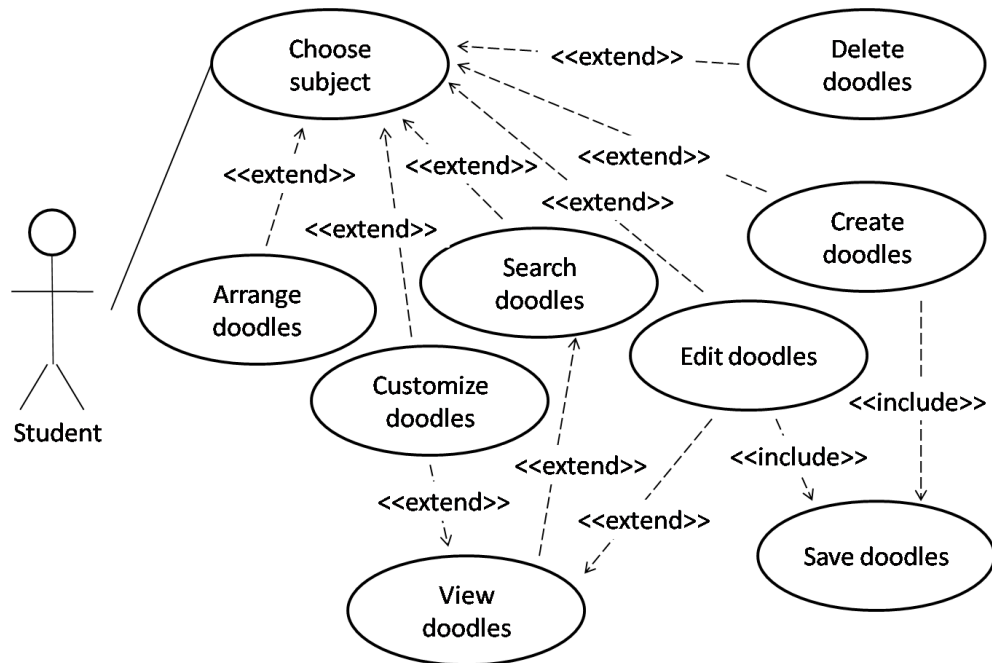 Choose
subject
<<extend>>
Delete
doodles
<<extend>>
<<extend>>
<<extend>>
<<extend>>
<<extend>>
Create
doodles
Arrange
doodles
Search
doodles
Edit doodles
Customize
doodles
<<include>>
Student
<<extend>>
<<extend>>
<<include>>
<<extend>>
Save doodles
View
doodles